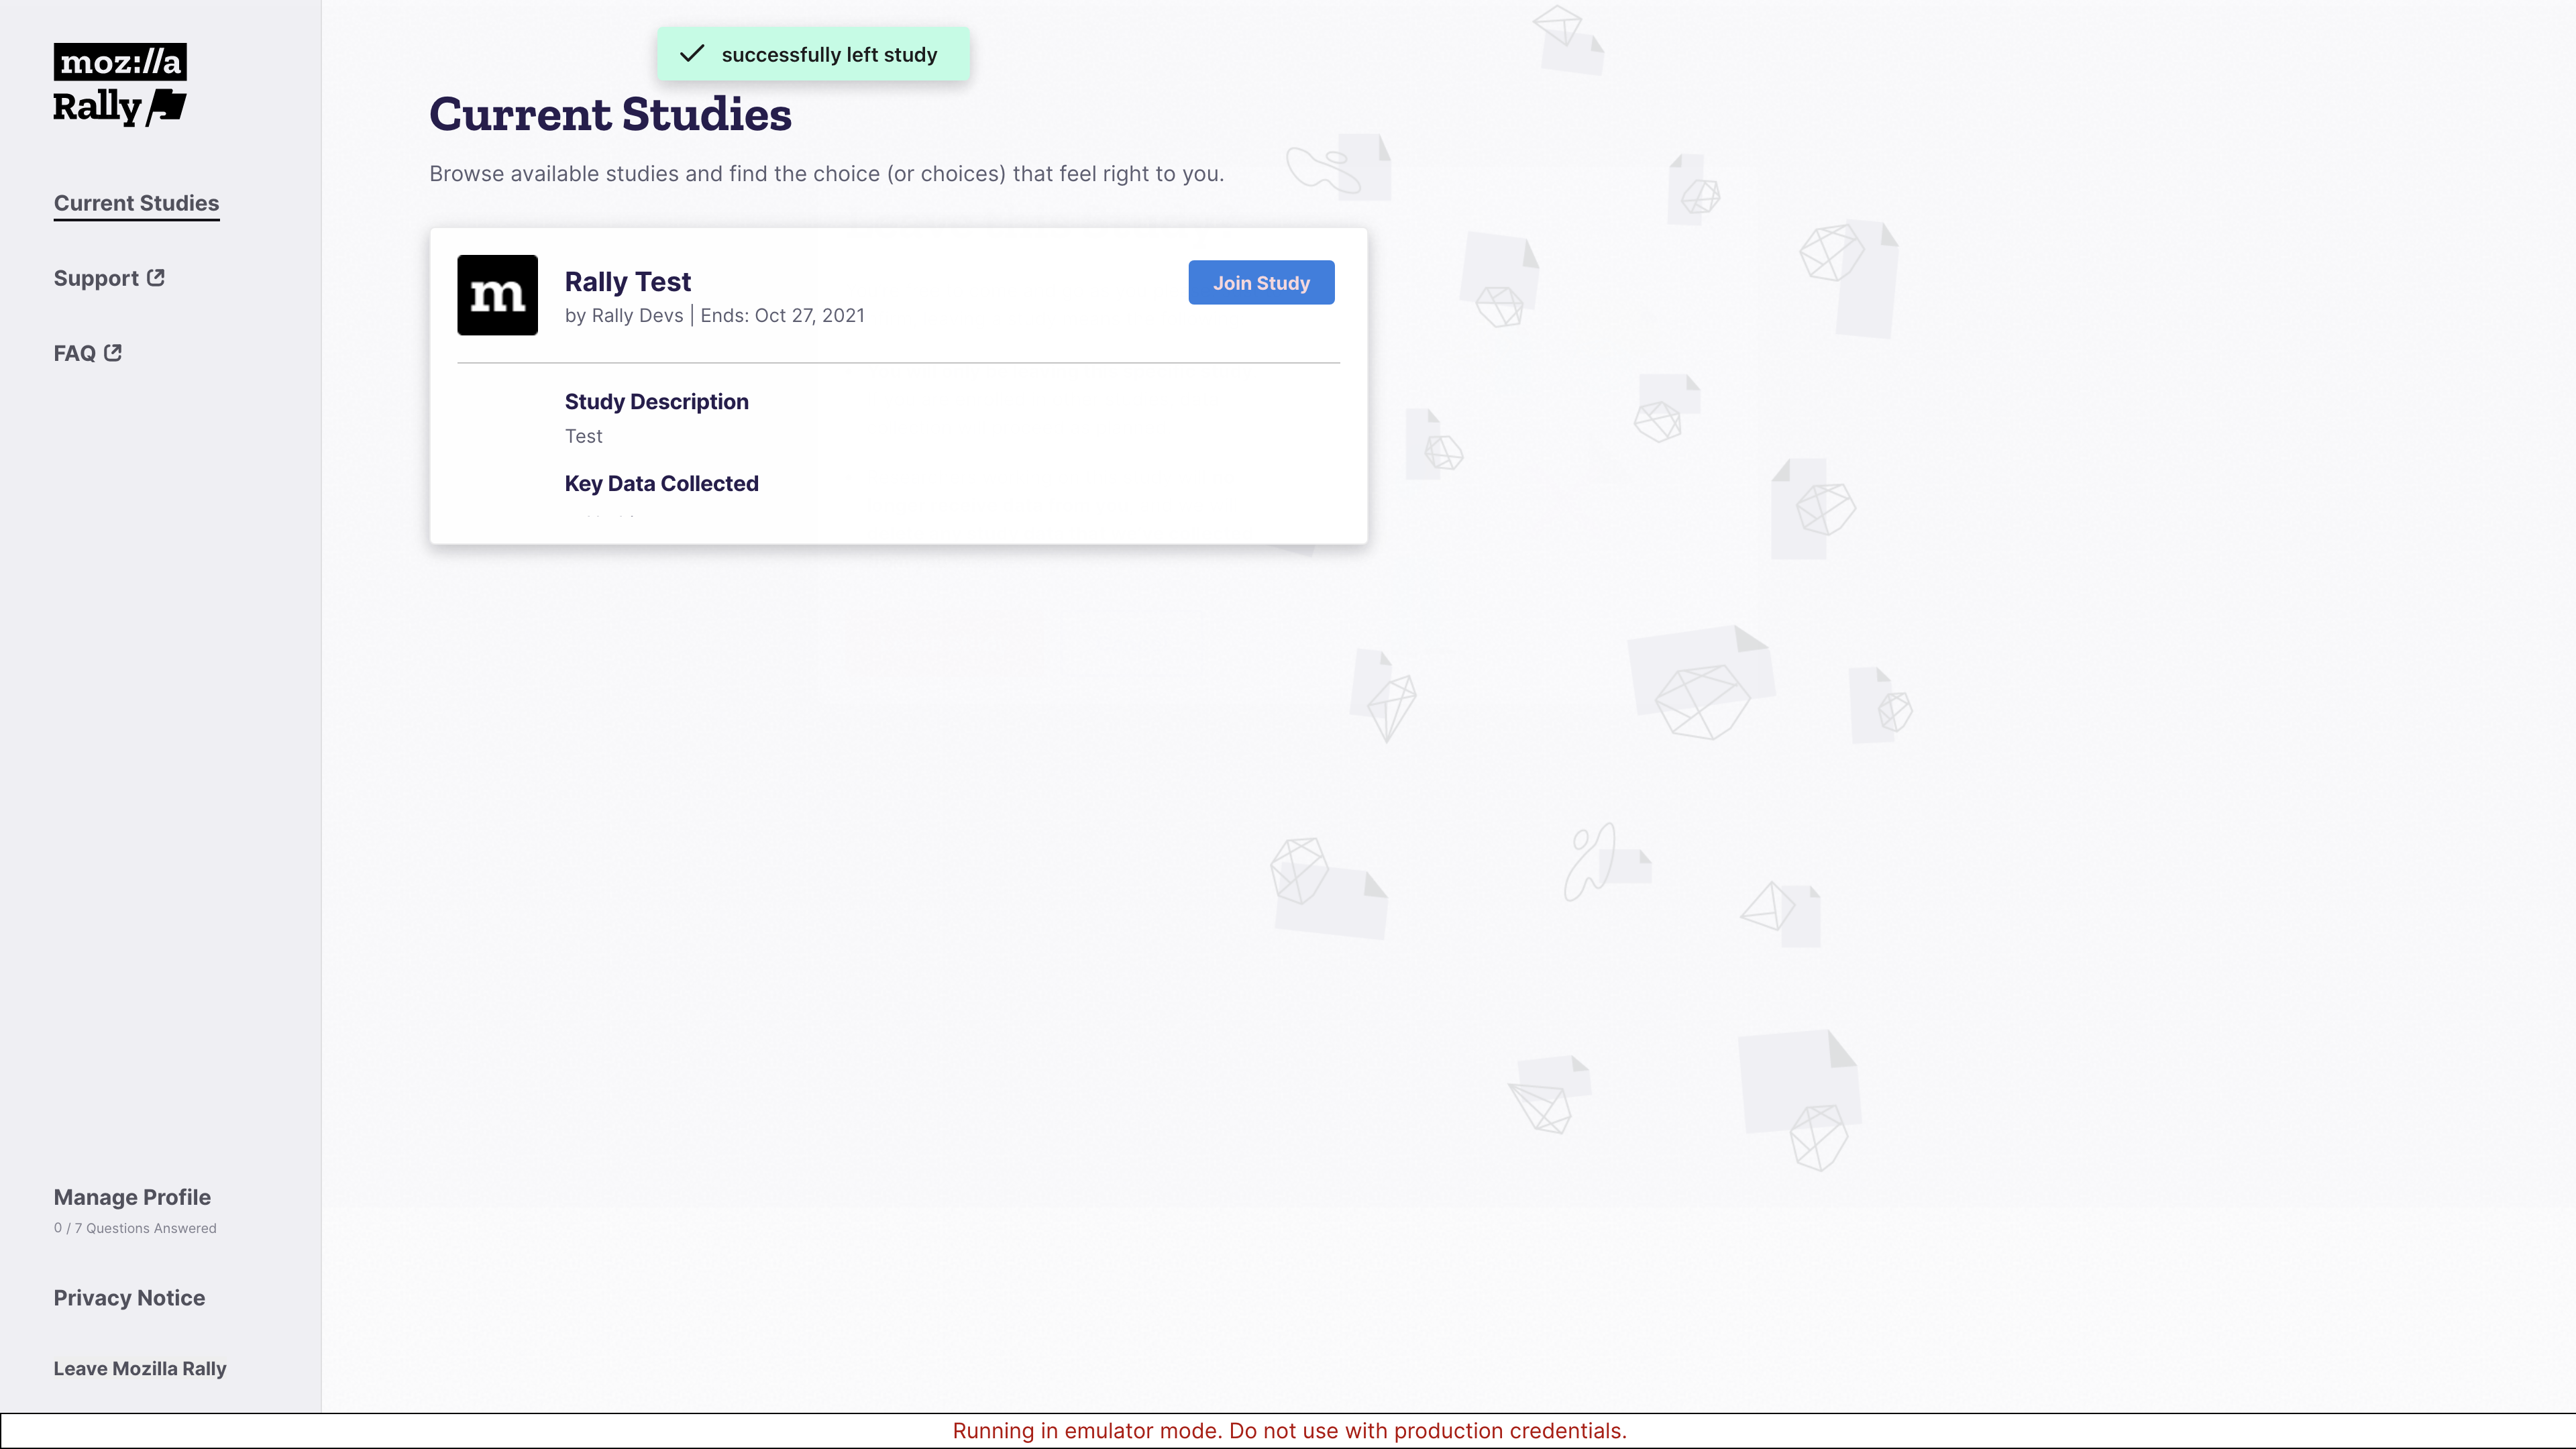 moz://a
Rally
Current Studies
Support
FAQ
Manage Profile
0 / 7 Questions Answered
Privacy Notice
Leave Mozilla Rally
successfully left study
Current Studies
Browse available studies and find the choice (or choices) that feel right to you.
m
Rally Test
by Rally Devs | Ends: Oct 27, 2021
Join Study
Study Description
Test
Key Data Collected
Running in emulator mode. Do not use with production credentials.